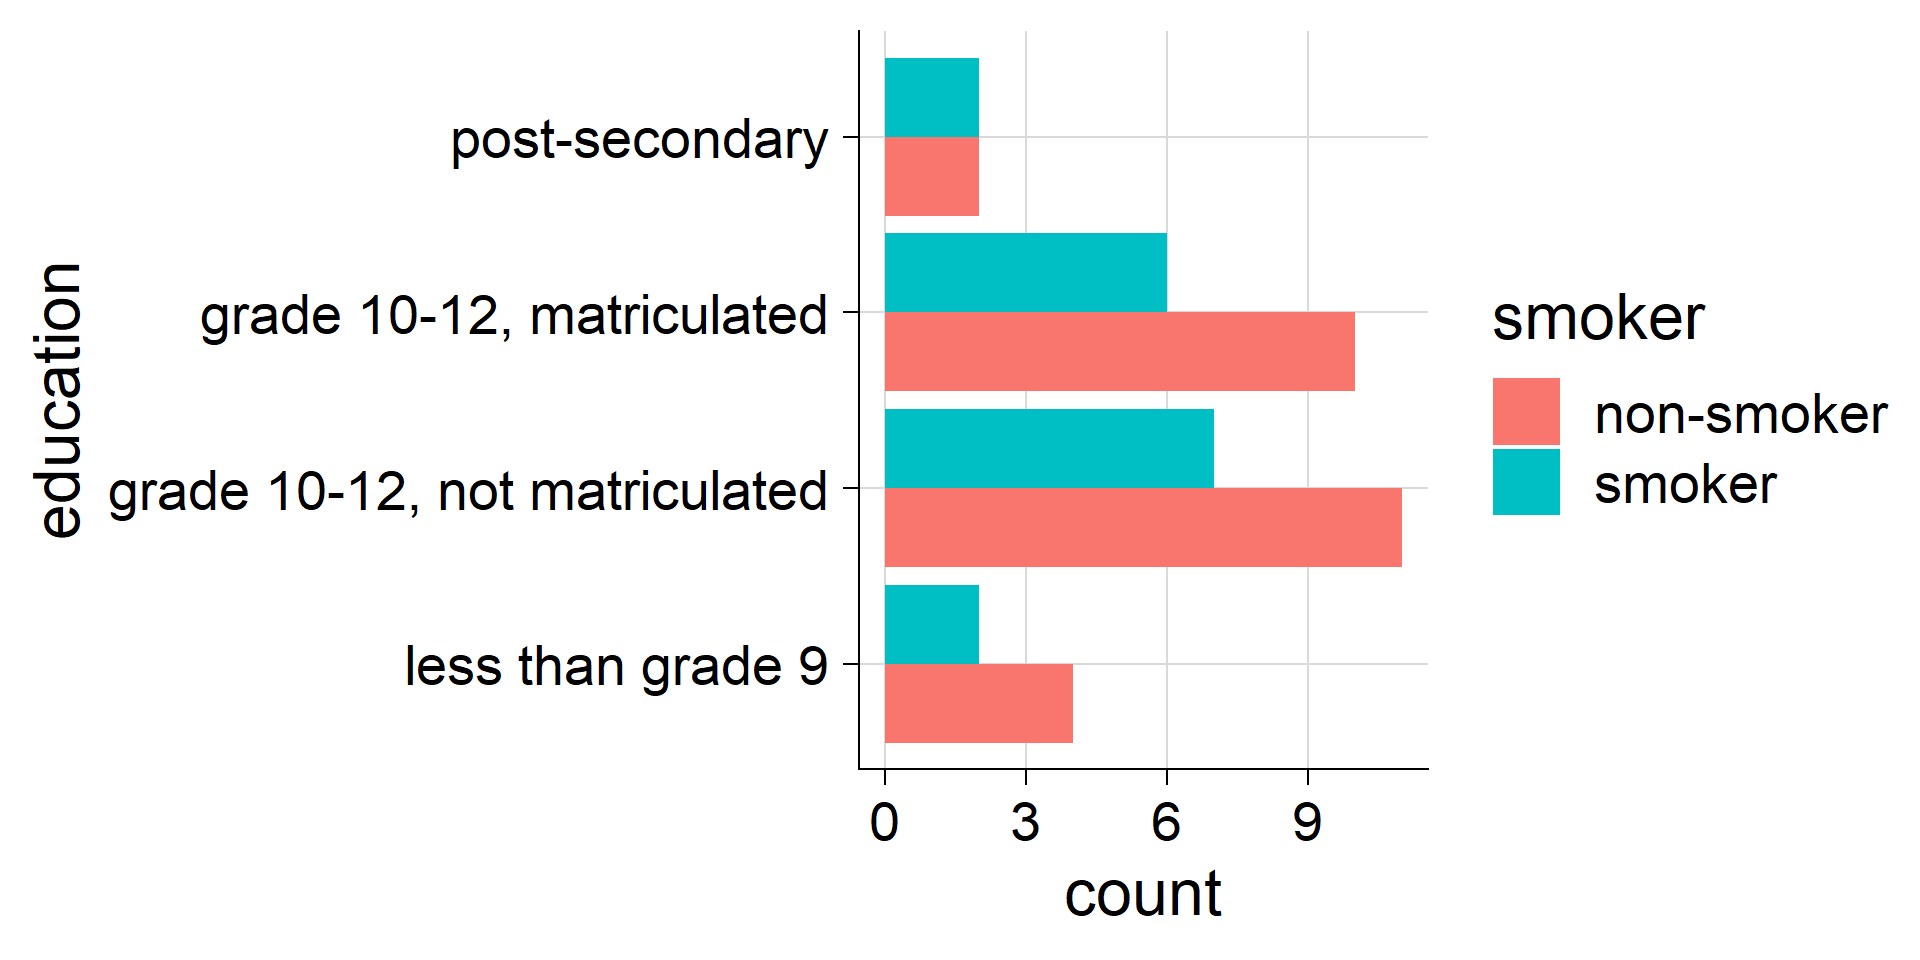 education
post-secondary
grade 10-12, matriculated
grade 10-12, not matriculated
less than grade 9
0 3 6 9
count
smoker
non-smoker
smoker